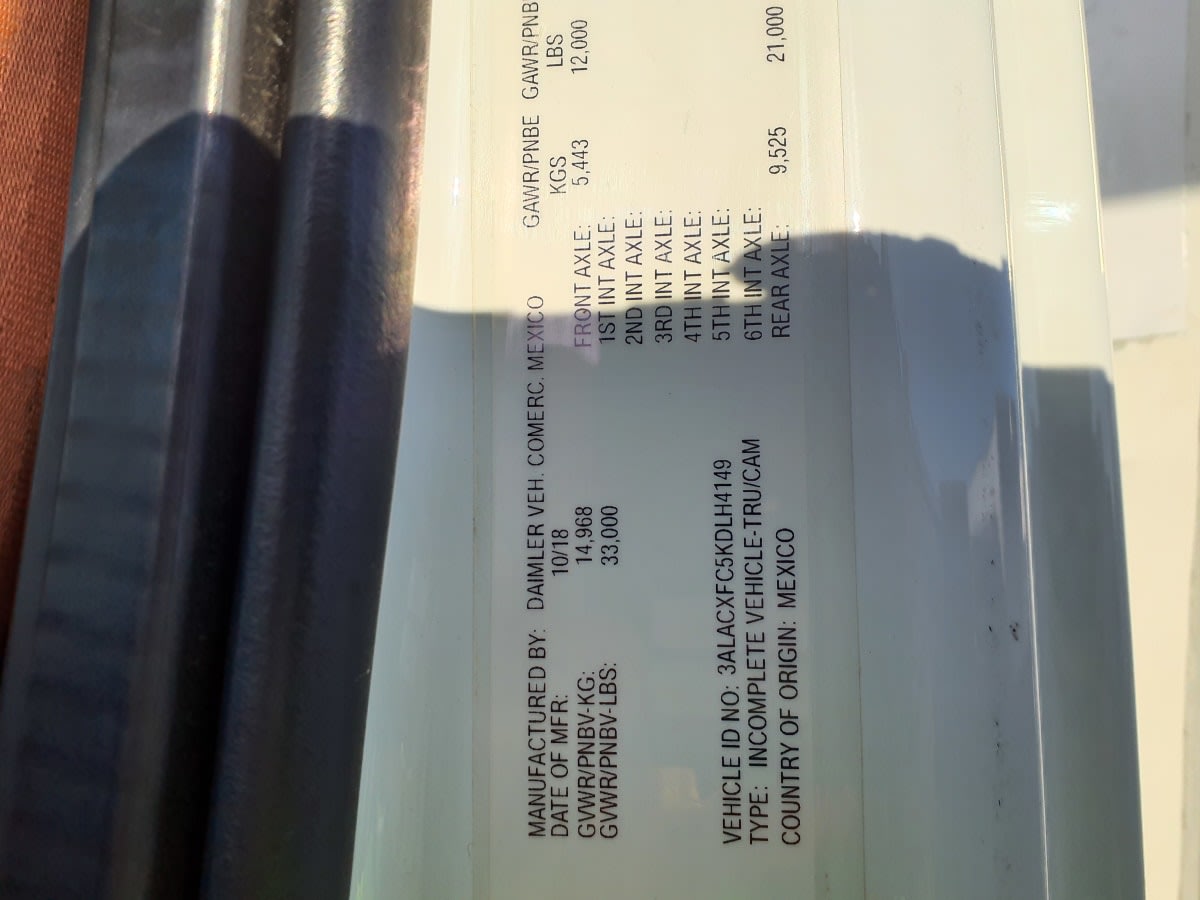 MANUFACTURED BY: DAIMLER VEH. COMERC. MEXICO GAWR/PNBE GAWR/PNB
DATE OF MFR: 10/18 KGS LBS
GVWR/PNBV-KG: 14,968 FRONT AXLE: 5,443 12,000
GVWR/PNBV-LBS: 33,000 1ST INT AXLE:
2ND INT AXLE:
3RD INT AXLE:
4TH INT AXLE:
VEHICLE ID NO: 3ALACXFC5KDLH4149 5TH INT AXLE:
TYPE: INCOMPLETE VEHICLE-TRU/CAM 6TH INT AXLE:
COUNTRY OF ORIGIN: MEXICO REAR AXLE: 9,525 21,000